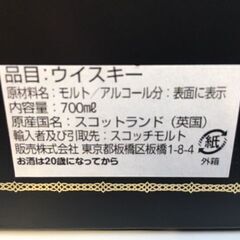 品目：ウイスキー
原材料名：モルト／アルコール分：表面に表示
内容量：700mℓ
原産国名：スコットランド（英国）
輸入者及び引取先：スコッチモルト
販売株式会社 東京都板橋区板橋1-8-4
お酒は20歳になってから
紙
外箱